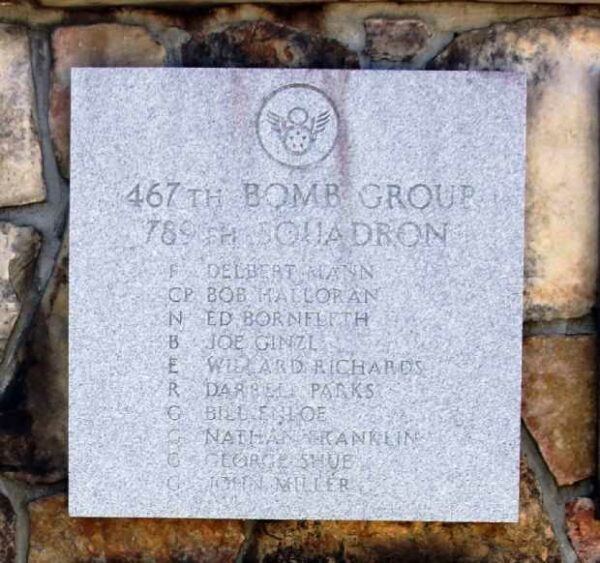 467TH BOMB GROUP
789TH SQUADRON
P DELBERT MANN
CP BOB HALLORAN
N ED BORNFLETH
B JOE GINZL
E WILLARD RICHARDS
R DARRELL PARKS
G BILL ENLOE
G NATHAN FRANKLIN
G GEORGE SHUE
G JOHN MILLER